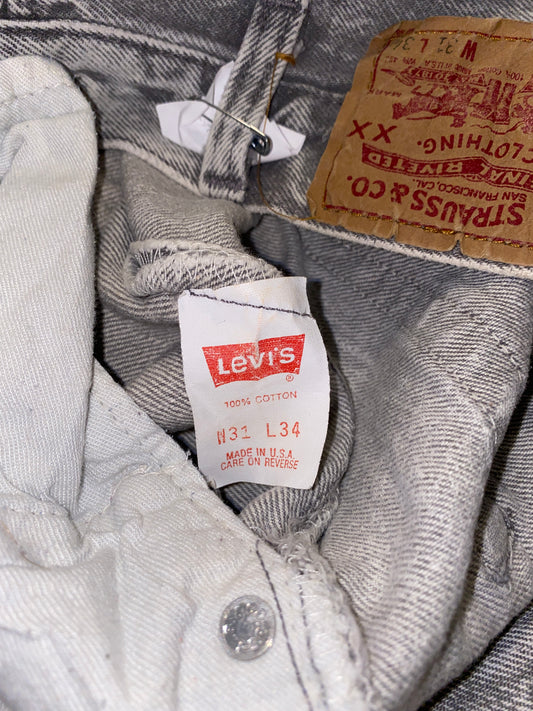 W 31 L 34
XX
CLOTHING.
RIVETED
SAN FRANCISCO, CAL.
STRAUSS & CO.
LEVI'S
®
100% COTTON
W31 L34
MADE IN U.S.A.
CARE ON REVERSE